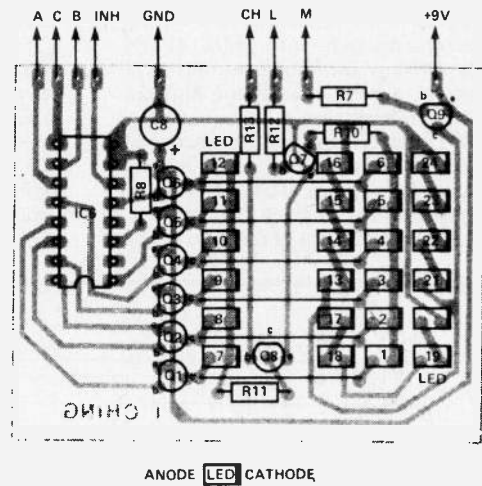 A C B INH GND CH L M +9V
R7
b
Q9
C8 R13 R12 R10 e
+ LED Q7
12 16 6 24
R8 Q6
IC6 11 15 5 23
Q5
10 14 4 22
Q4
9 13 3 21
Q3
8 17 2 20
Q2 c
7 Q8 18 1 19
Q1 LED
R11
I CHING
ANODE LED CATHODE